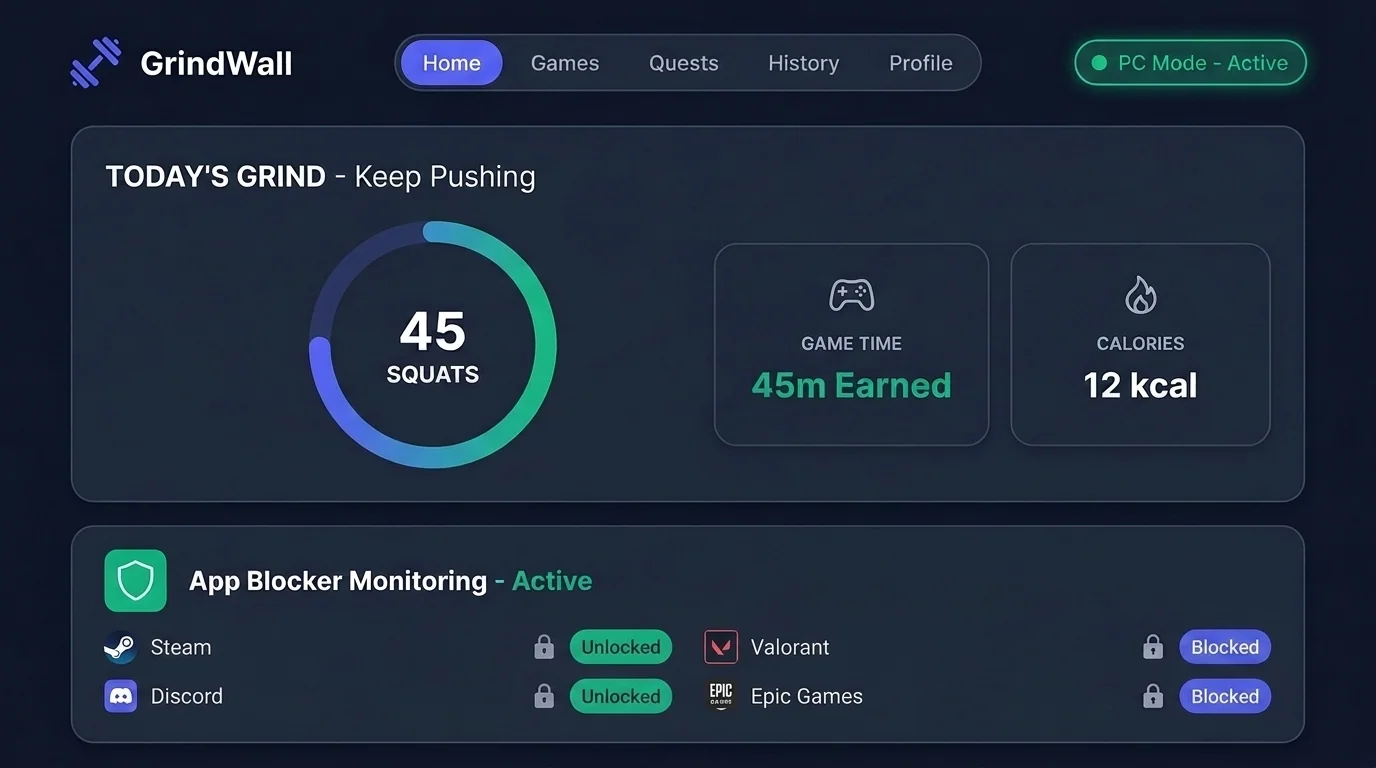 GrindWall
Home
Games
Quests
History
Profile
PC Mode - Active
TODAY'S GRIND - Keep Pushing
45
SQUATS
GAME TIME
45m Earned
CALORIES
12 kcal
App Blocker Monitoring - Active
Steam
Unlocked
Valorant
Blocked
Discord
Unlocked
EPIC
Epic Games
Blocked